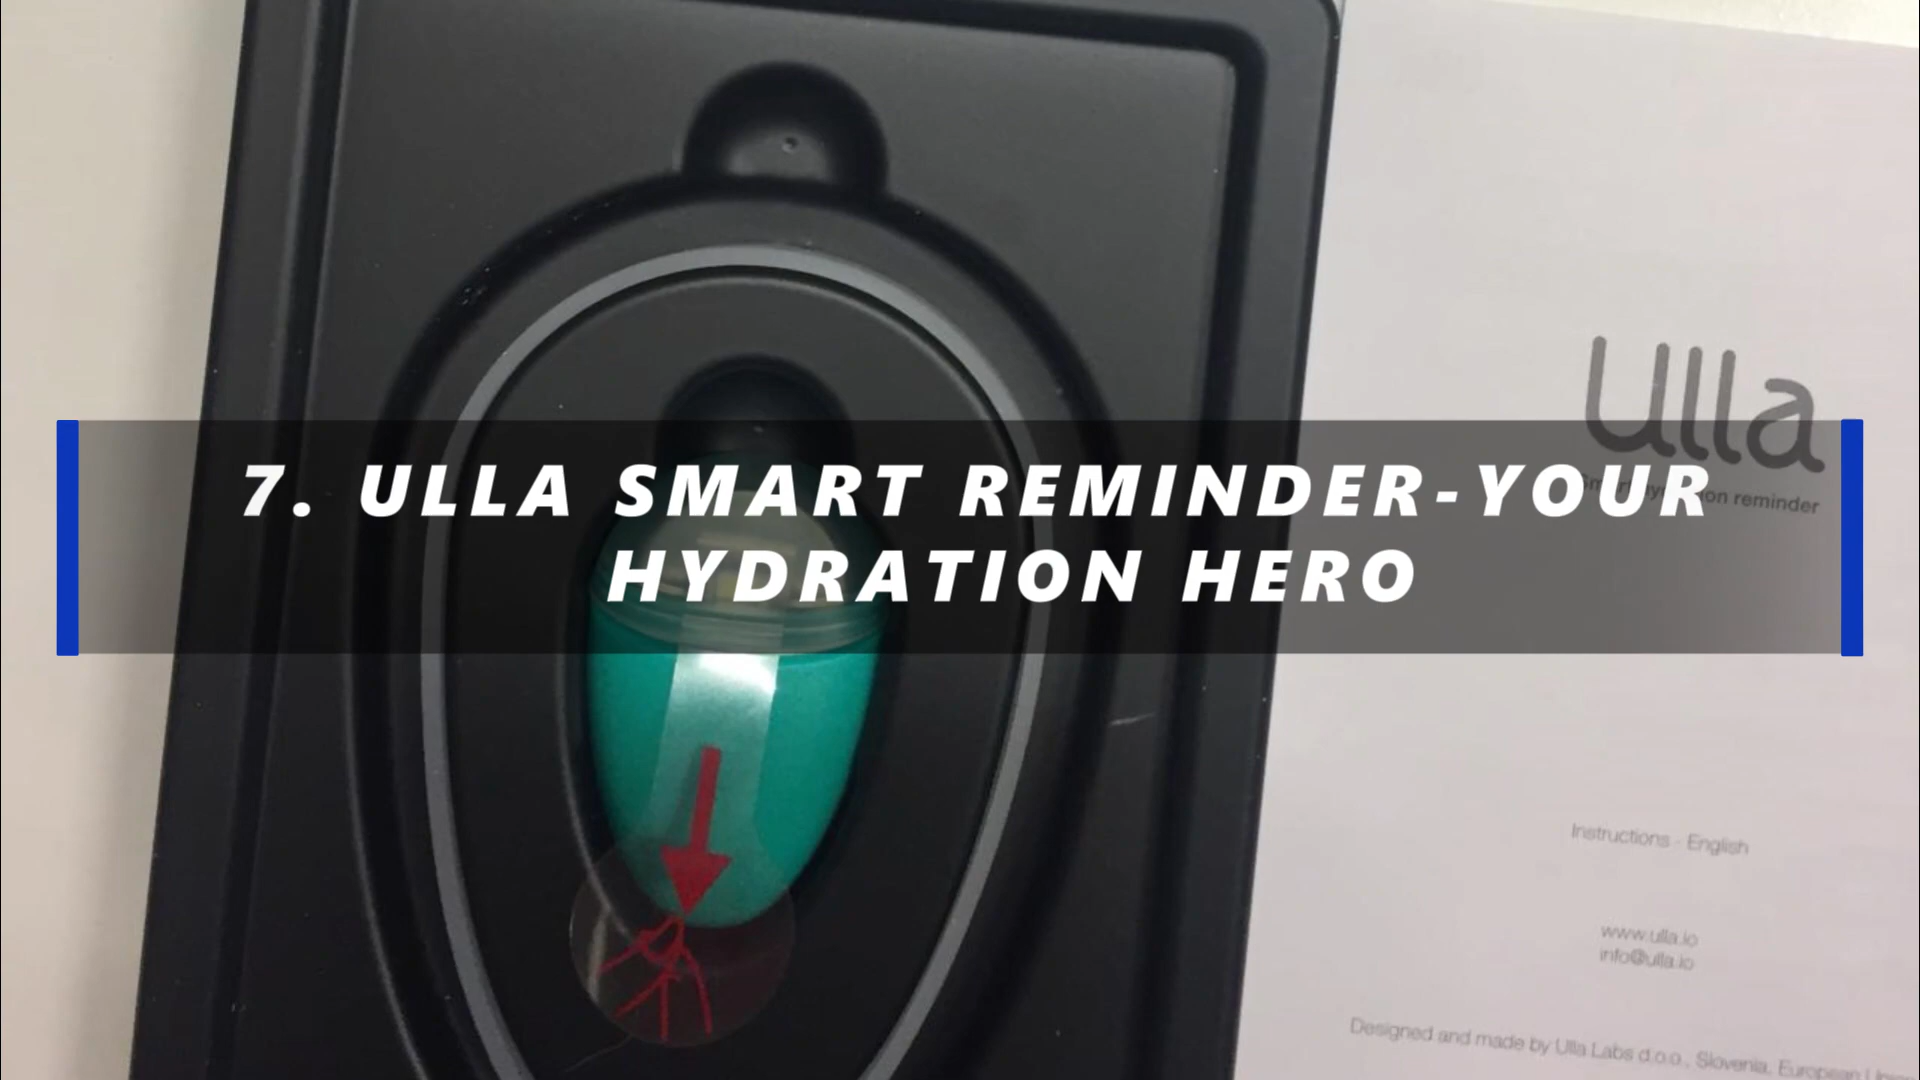 7. ULLA SMART REMINDER-YOUR
HYDRATION HERO
ulla
reminder
Instructions - English
www.ulla.io
info@ulla.io
Designed and made by Ulla Labs d.o.o., Slovenia, European